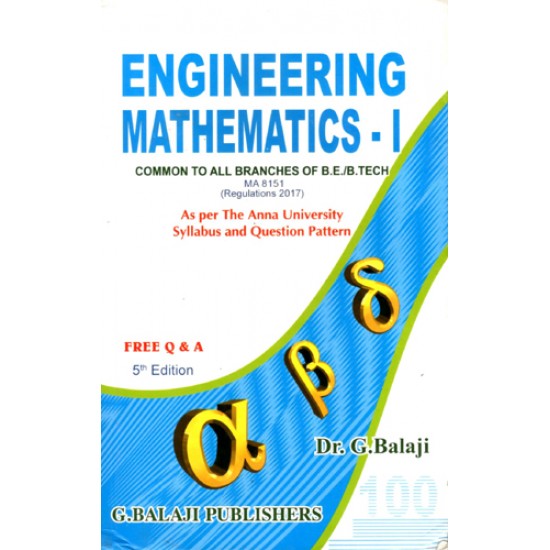 ENGINEERING
MATHEMATICS - I
COMMON TO ALL BRANCHES OF B.E./B.TECH
MA 8151
(Regulations 2017)
As per The Anna University
Syllabus and Question Pattern
δ
β
FREE Q & A
5th Edition
α
Dr. G.Balaji
100
G.BALAJI PUBLISHERS